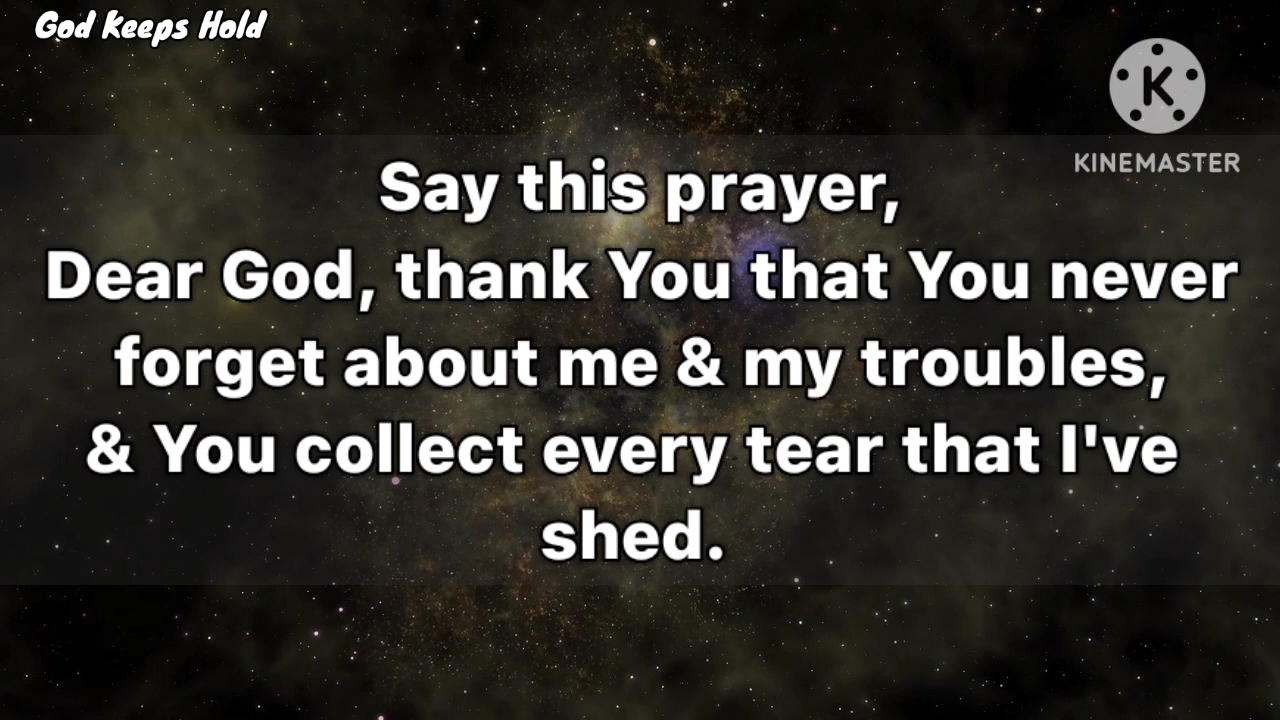 God Keeps Hold
K
KINEMASTER
Say this prayer,
Dear God, thank You that You never
forget about me & my troubles,
& You collect every tear that I've
shed.